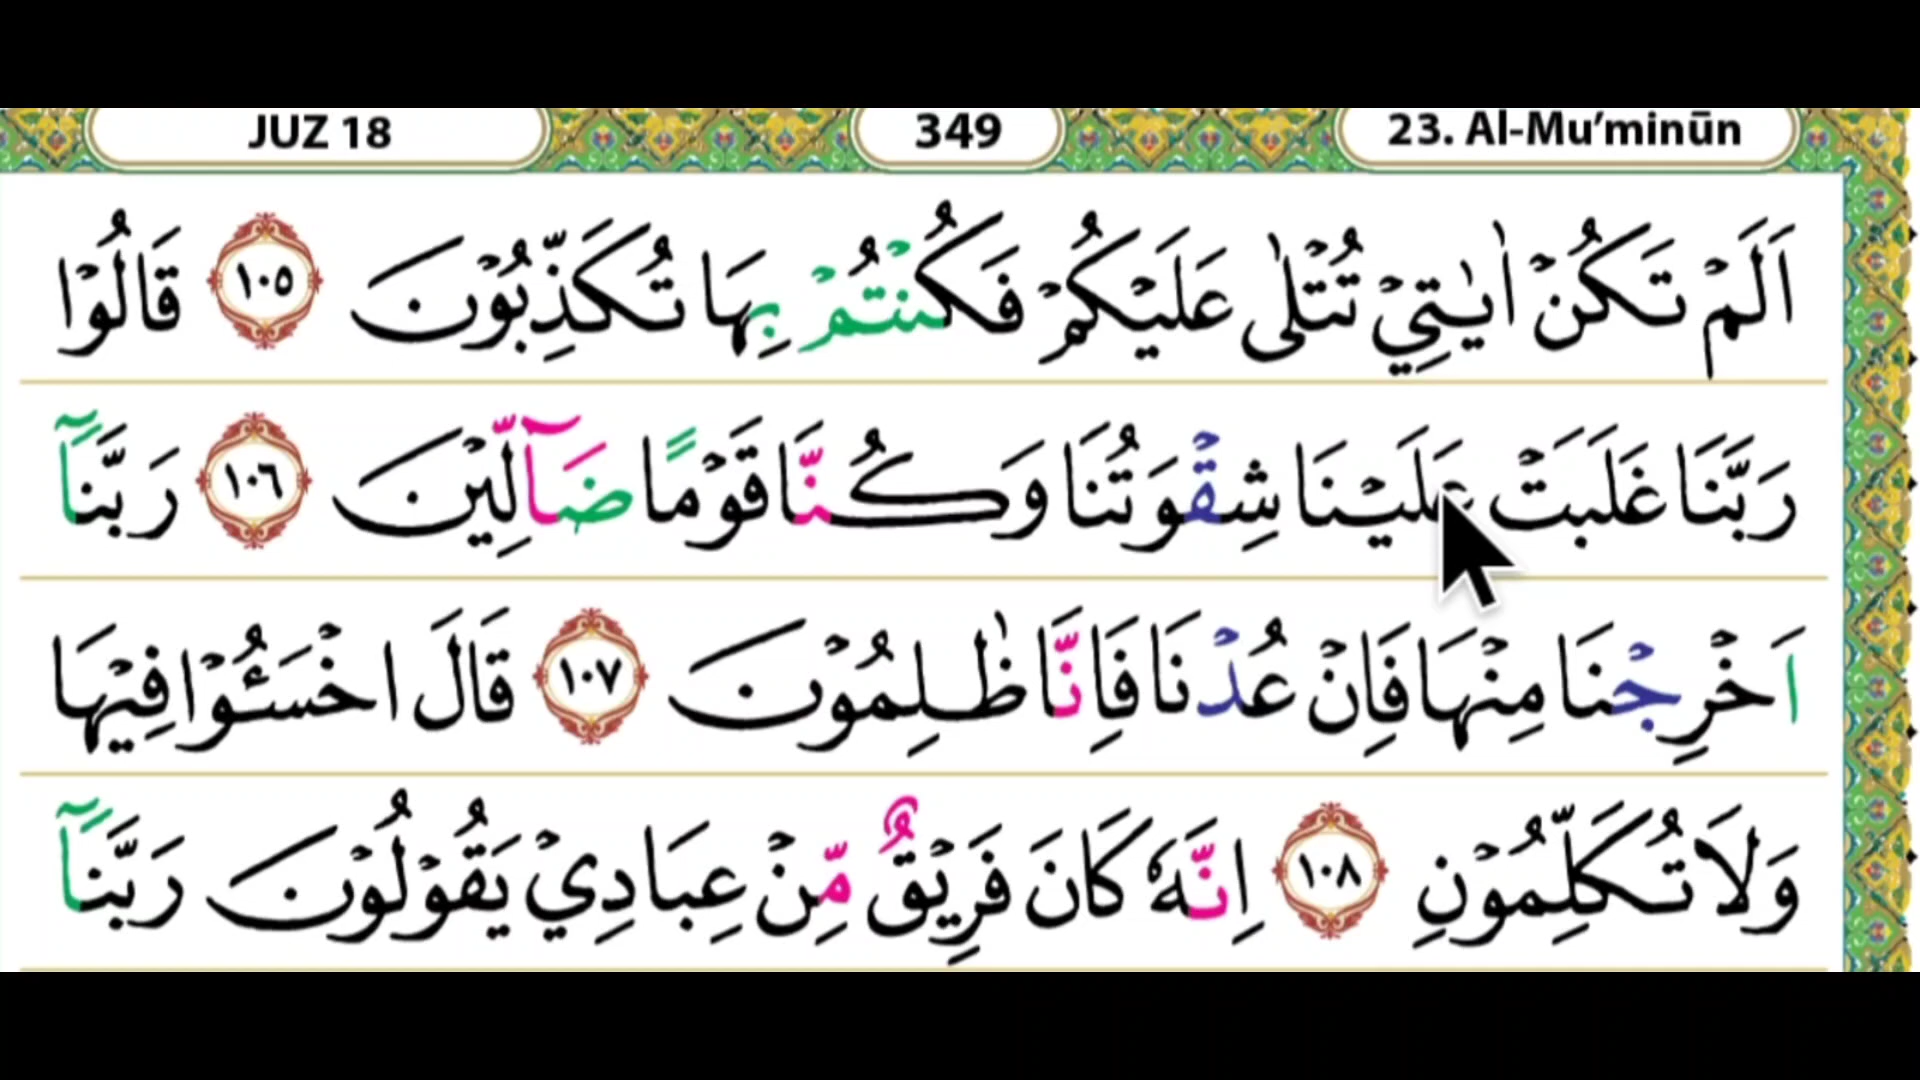 JUZ 18 349 23. Al-Mu’minūn
اَلَمْ تَكُنْ اٰيٰتِيْ تُتْلٰى عَلَيْكُمْ فَكُنْتُمْ بِهَا تُكَذِّبُوْنَ ١٠٥ قَالُوْا
رَبَّنَا غَلَبَتْ عَلَيْنَا شِقْوَتُنَا وَكُنَّا قَوْمًا ضَاۤلِّيْنَ ١٠٦ رَبَّنَآ
اَخْرِجْنَا مِنْهَا فَاِنْ عُدْنَا فَاِنَّا ظٰلِمُوْنَ ١٠٧ قَالَ اخْسَـُٔوْا فِيْهَا
وَلَا تُكَلِّمُوْنِ ١٠٨ اِنَّهٗ كَانَ فَرِيْقٌ مِّنْ عِبَادِيْ يَقُوْلُوْنَ رَبَّنَآ